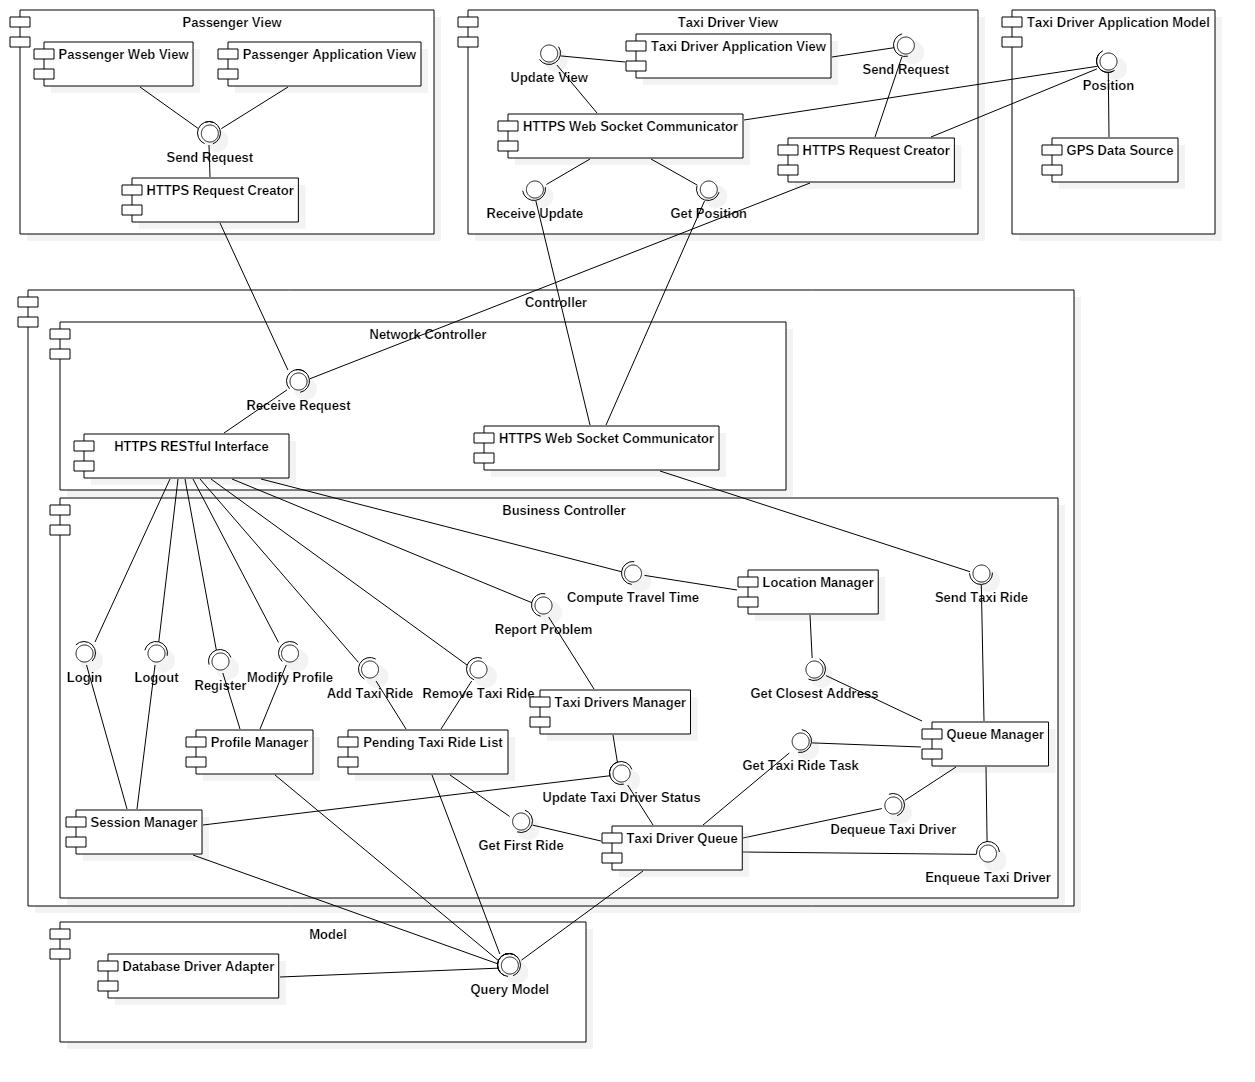 Passenger View
Passenger Web View
Passenger Application View
Send Request
HTTPS Request Creator
Taxi Driver View
Update View
Taxi Driver Application View
Send Request
HTTPS Web Socket Communicator
HTTPS Request Creator
Receive Update
Get Position
Taxi Driver Application Model
Position
GPS Data Source
Controller
Network Controller
Receive Request
HTTPS RESTful Interface
HTTPS Web Socket Communicator
Business Controller
Compute Travel Time
Location Manager
Send Taxi Ride
Report Problem
Login
Logout
Register
Modify Profile
Add Taxi Ride
Remove Taxi Ride
Get Closest Address
Taxi Drivers Manager
Profile Manager
Pending Taxi Ride List
Queue Manager
Get Taxi Ride Task
Update Taxi Driver Status
Session Manager
Get First Ride
Taxi Driver Queue
Dequeue Taxi Driver
Enqueue Taxi Driver
Model
Database Driver Adapter
Query Model